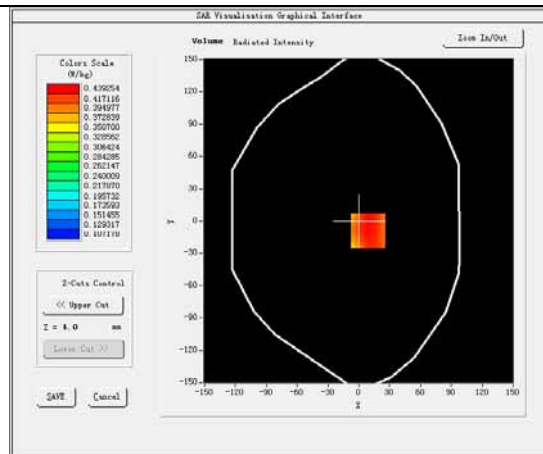 SAR Visualisation Graphical Interface
Volume Radiated Intensity
Zoom In/Out
Colors Scale
(W/kg)
0.439254
0.417116
0.394977
0.372839
0.350700
0.328562
0.306424
0.284285
0.262147
0.240009
0.217870
0.195732
0.173593
0.151455
0.129317
0.107178
Z-Cuts Control
<< Upper Cut
Z = 4.0 mm
Lower Cut >>
SAVE
Cancel
150
120
90
60
30
0
-30
-60
-90
-120
-150
Y
-150 -120 -90 -60 -30 0 30 60 90 120 150
X